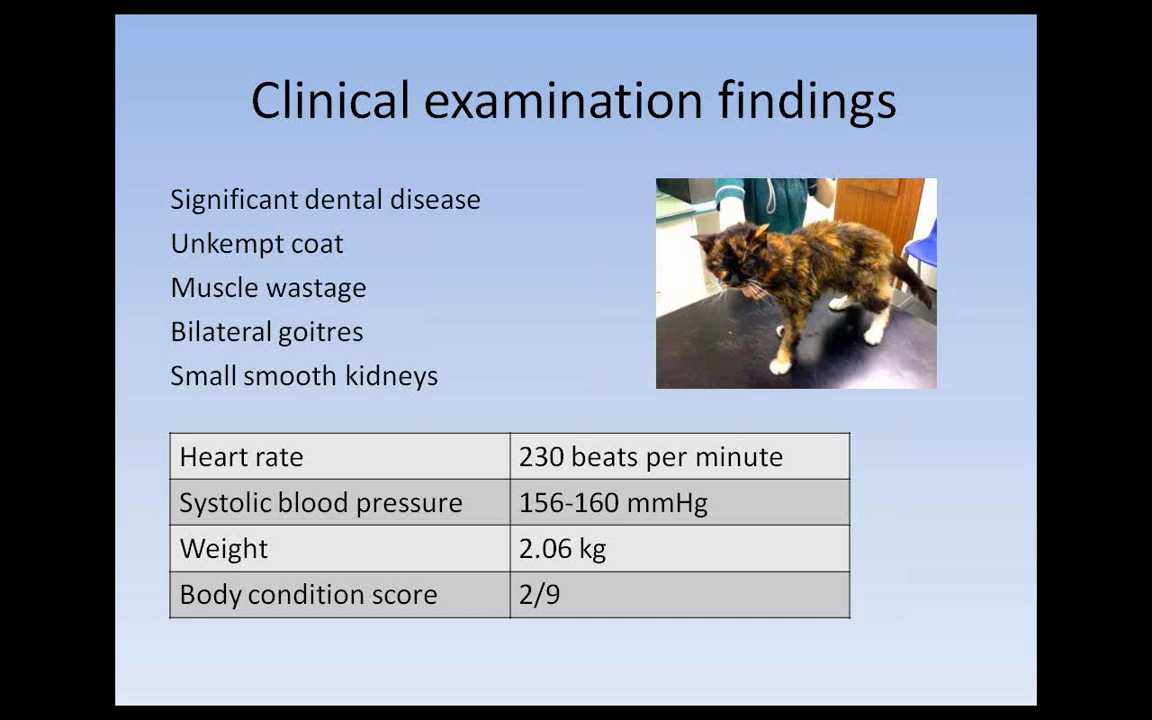 Clinical examination findings
Significant dental disease
Unkempt coat
Muscle wastage
Bilateral goitres
Small smooth kidneys
Heart rate 230 beats per minute
Systolic blood pressure 156-160 mmHg
Weight 2.06 kg
Body condition score 2/9